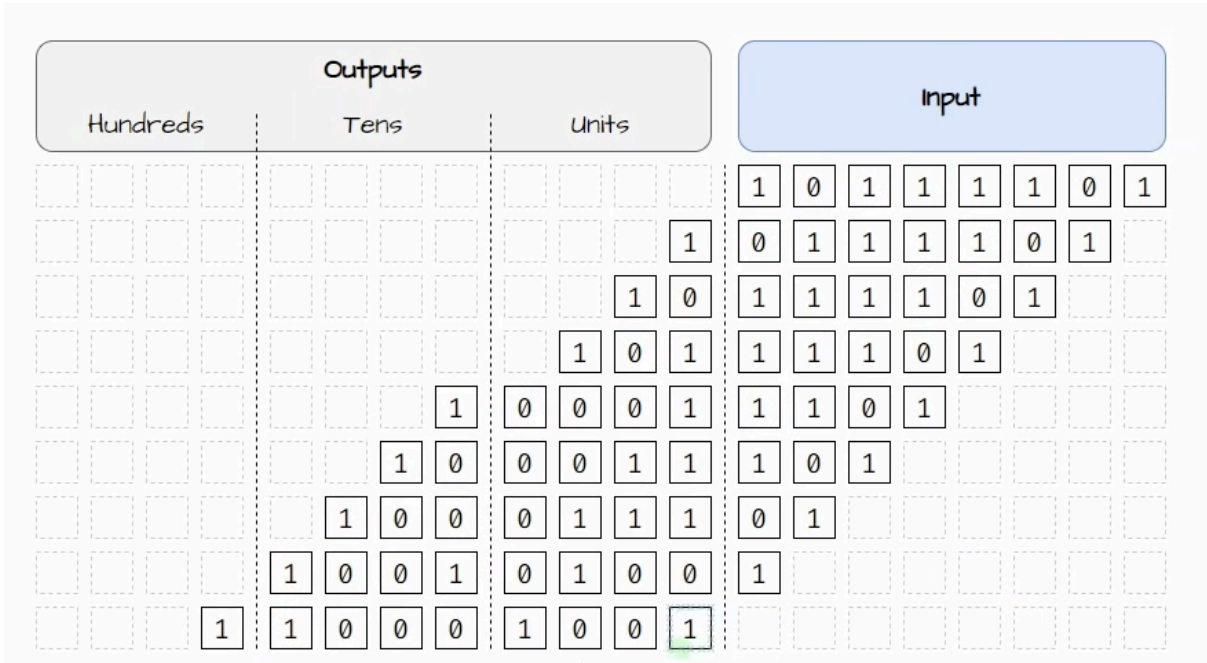 Outputs
Input
Hundreds Tens Units
1 0 1 1 1 1 0 1
1 0 1 1 1 1 0 1
1 0 1 1 1 1 0 1
1 0 1 1 1 1 0 1
1 0 0 0 1 1 1 0 1
1 0 0 0 1 1 1 0 1
1 0 0 0 1 1 1 0 1
1 0 0 1 0 1 0 0 1
1 1 0 0 0 1 0 0 1